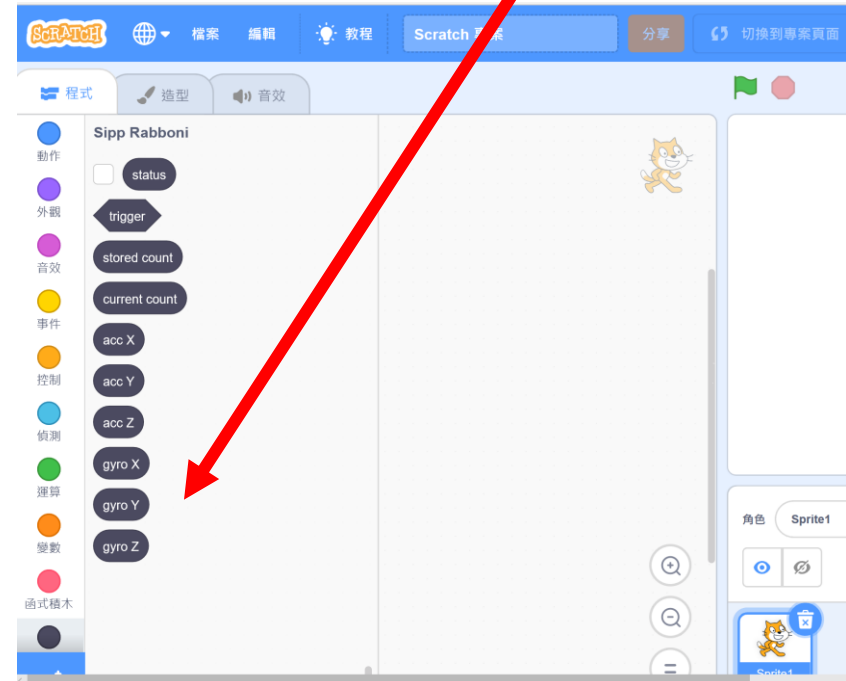 SCRATCH 檔案 編輯 教程 Scratch 專案 分享 切換到專案頁面
程式 造型 音效
動作
外觀
音效
事件
控制
偵測
運算
變數
函式積木
Sipp Rabboni
status
trigger
stored count
current count
acc X
acc Y
acc Z
gyro X
gyro Y
gyro Z
角色 Sprite1
Sprite1